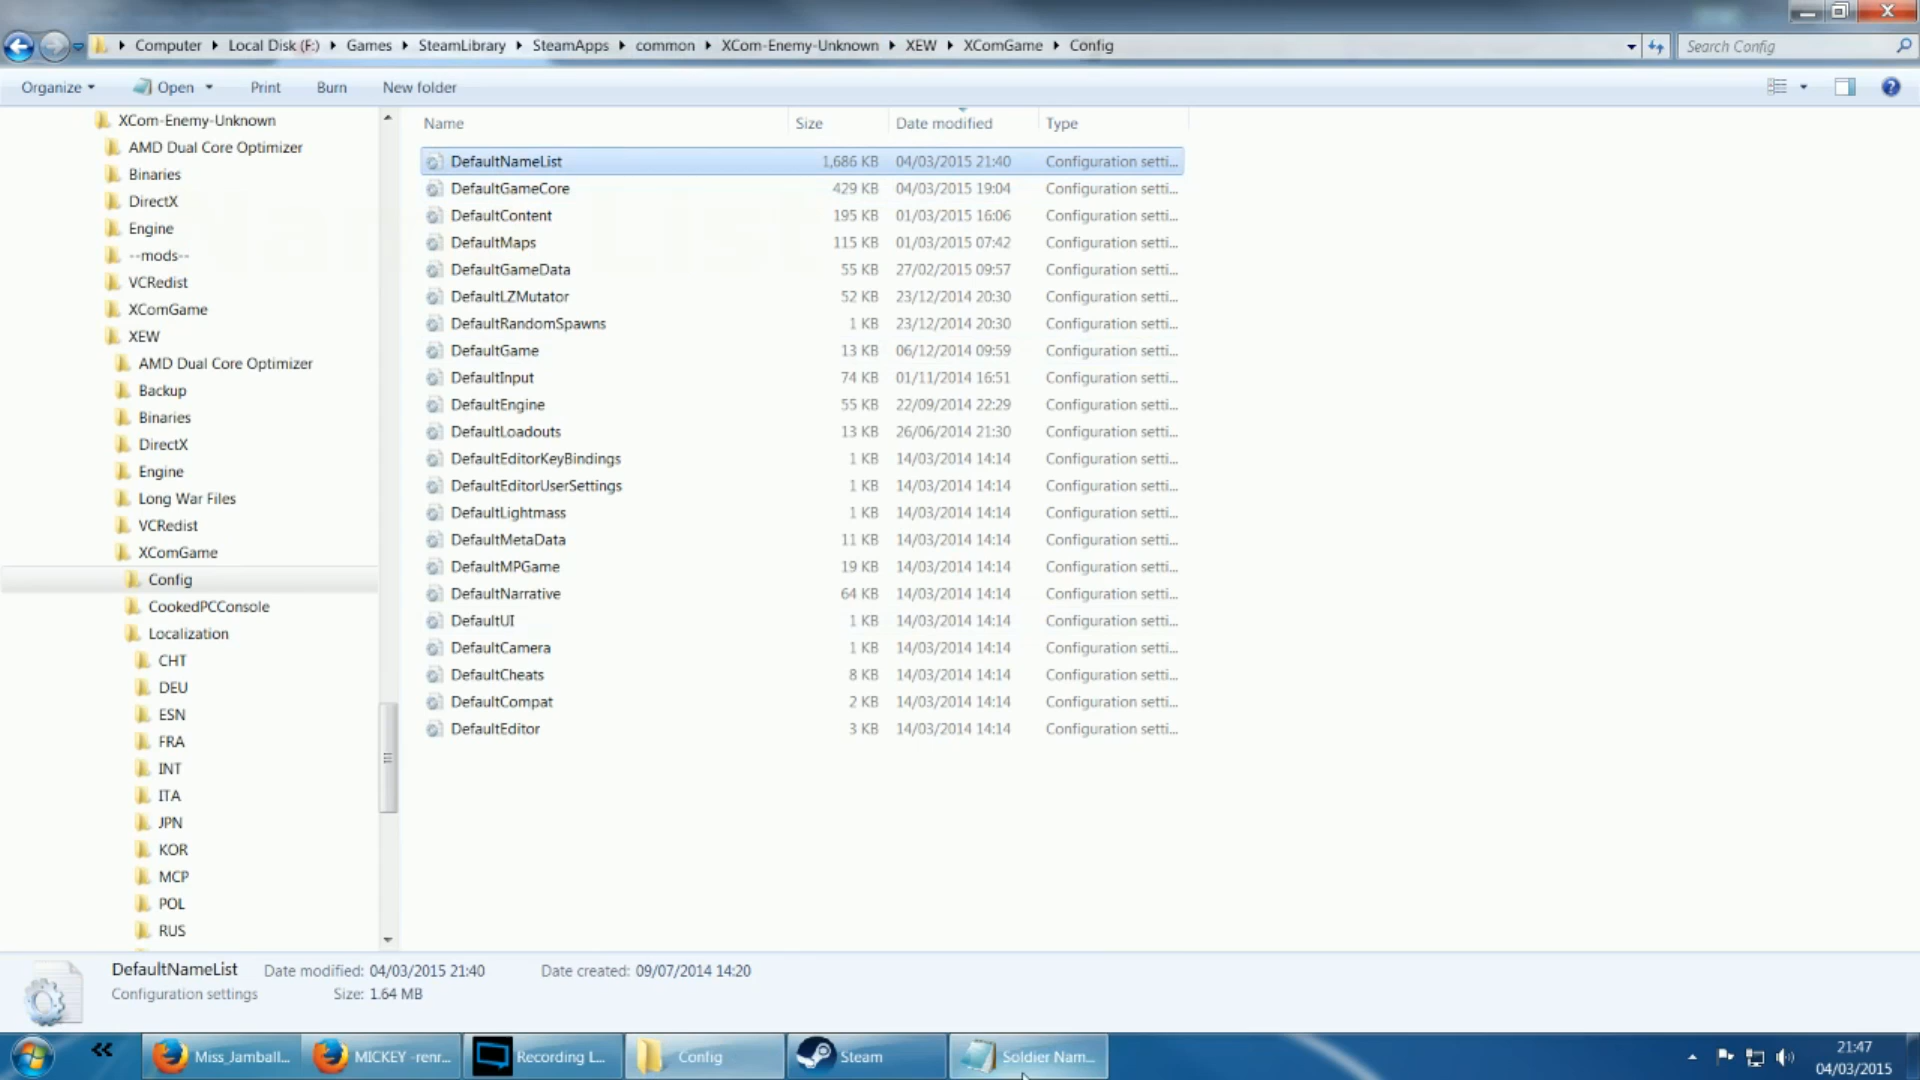 Computer ▸ Local Disk (F:) ▸ Games ▸ SteamLibrary ▸ SteamApps ▸ common ▸ XCom-Enemy-Unknown ▸ XEW ▸ XComGame ▸ Config
Search Config
Organize Open Print Burn New folder
XCom-Enemy-Unknown
AMD Dual Core Optimizer
Binaries
DirectX
Engine
--mods--
VCRedist
XComGame
XEW
AMD Dual Core Optimizer
Backup
Binaries
DirectX
Engine
Long War Files
VCRedist
XComGame
Config
CookedPCConsole
Localization
CHT
DEU
ESN
FRA
INT
ITA
JPN
KOR
MCP
POL
RUS
Name Size Date modified Type
DefaultNameList 1,686 KB 04/03/2015 21:40 Configuration setti...
DefaultGameCore 429 KB 04/03/2015 19:04 Configuration setti...
DefaultContent 195 KB 01/03/2015 16:06 Configuration setti...
DefaultMaps 115 KB 01/03/2015 07:42 Configuration setti...
DefaultGameData 55 KB 27/02/2015 09:57 Configuration setti...
DefaultLZMutator 52 KB 23/12/2014 20:30 Configuration setti...
DefaultRandomSpawns 1 KB 23/12/2014 20:30 Configuration setti...
DefaultGame 13 KB 06/12/2014 09:59 Configuration setti...
DefaultInput 74 KB 01/11/2014 16:51 Configuration setti...
DefaultEngine 55 KB 22/09/2014 22:29 Configuration setti...
DefaultLoadouts 13 KB 26/06/2014 21:30 Configuration setti...
DefaultEditorKeyBindings 1 KB 14/03/2014 14:14 Configuration setti...
DefaultEditorUserSettings 1 KB 14/03/2014 14:14 Configuration setti...
DefaultLightmass 1 KB 14/03/2014 14:14 Configuration setti...
DefaultMetaData 11 KB 14/03/2014 14:14 Configuration setti...
DefaultMPGame 19 KB 14/03/2014 14:14 Configuration setti...
DefaultNarrative 64 KB 14/03/2014 14:14 Configuration setti...
DefaultUI 1 KB 14/03/2014 14:14 Configuration setti...
DefaultCamera 1 KB 14/03/2014 14:14 Configuration setti...
DefaultCheats 8 KB 14/03/2014 14:14 Configuration setti...
DefaultCompat 2 KB 14/03/2014 14:14 Configuration setti...
DefaultEditor 3 KB 14/03/2014 14:14 Configuration setti...
DefaultNameList Date modified: 04/03/2015 21:40 Date created: 09/07/2014 14:20
Configuration settings Size: 1.64 MB
Miss_Jamball... MICKEY -renr... Recording L... Config Steam Soldier Nam...
21:47
04/03/2015